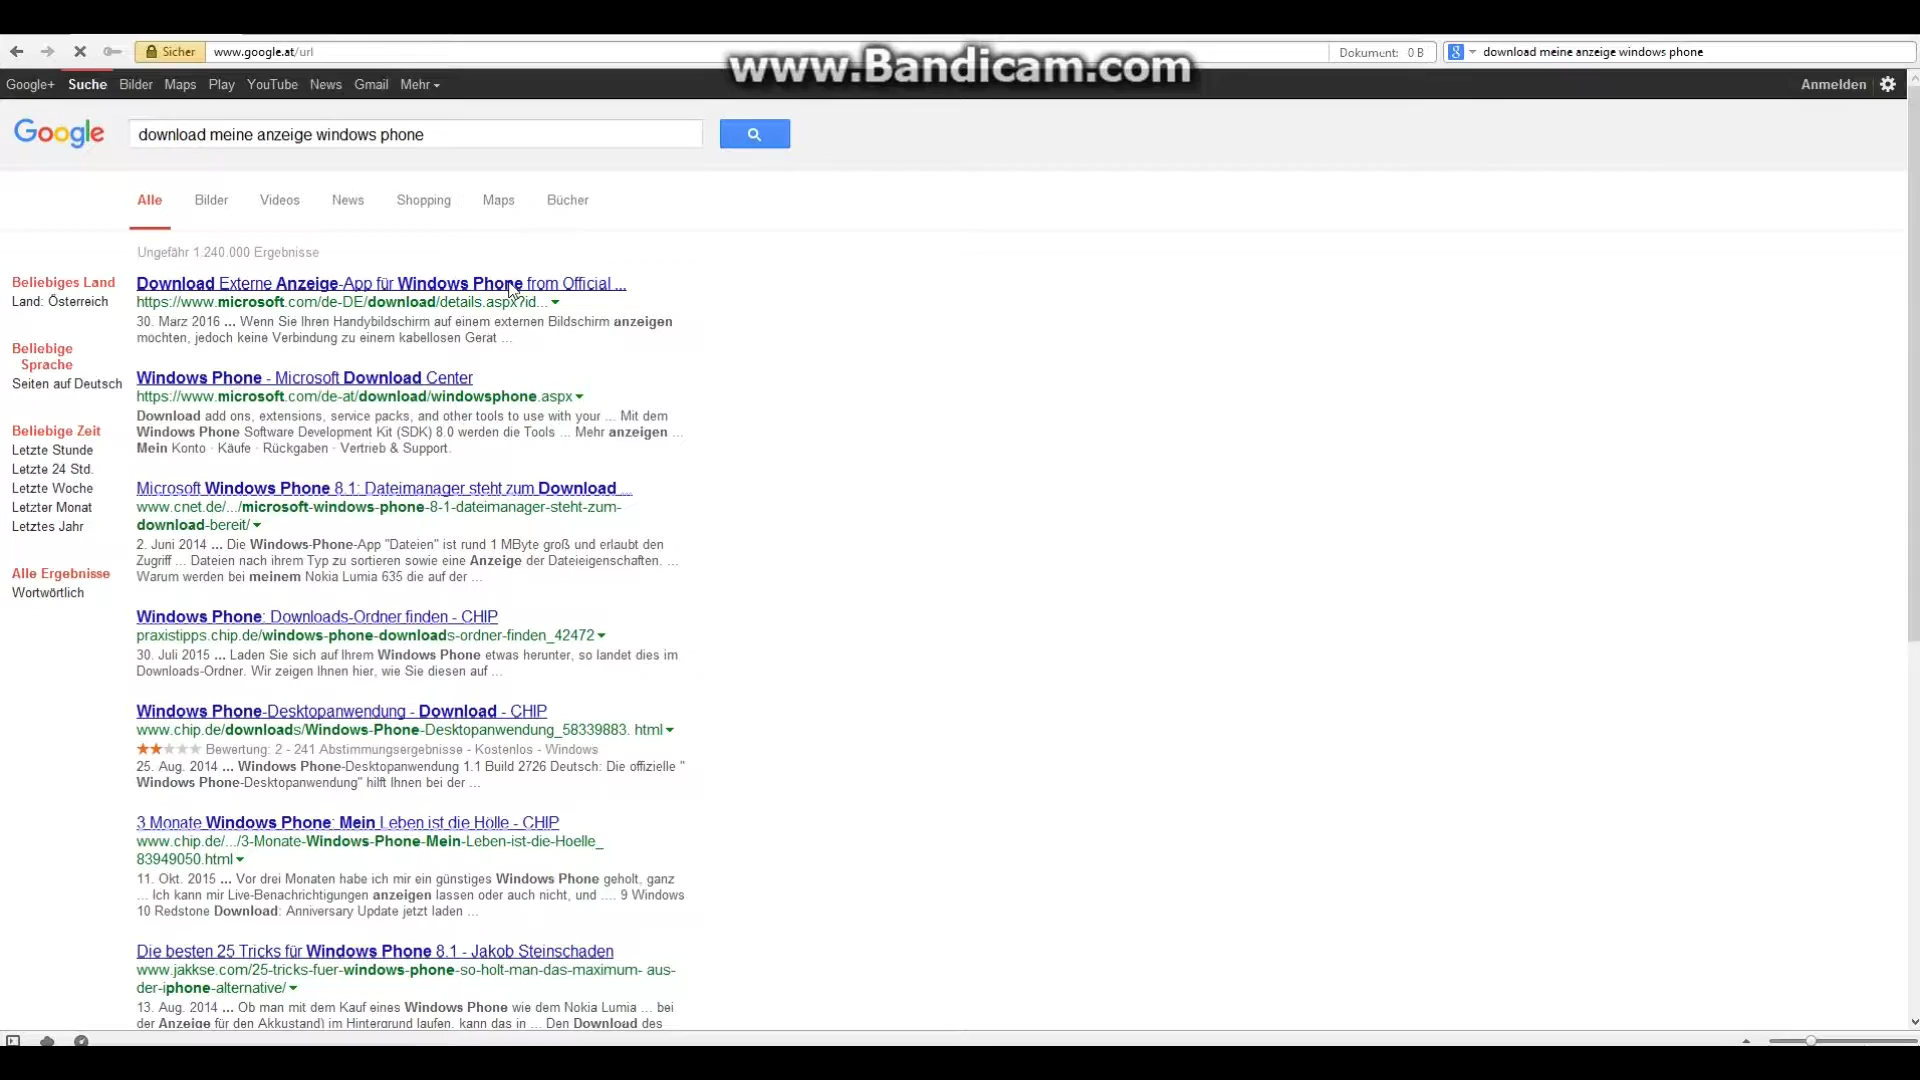 Sicher www.google.at/url Dokument: 0 B download meine anzeige windows phone
www.Bandicam.com
Google+ Suche Bilder Maps Play YouTube News Gmail Mehr Anmelden
Google download meine anzeige windows phone
Alle Bilder Videos News Shopping Maps Bücher
Ungefähr 1.240.000 Ergebnisse
Beliebiges Land
Land: Österreich
Beliebige
Sprache
Seiten auf Deutsch
Beliebige Zeit
Letzte Stunde
Letzte 24 Std.
Letzte Woche
Letzter Monat
Letztes Jahr
Alle Ergebnisse
Wortwörtlich
Download Externe Anzeige-App für Windows Phone from Official ...
https://www.microsoft.com/de-DE/download/details.aspx?id...
30. März 2016 ... Wenn Sie Ihren Handybildschirm auf einem externen Bildschirm anzeigen
möchten, jedoch keine Verbindung zu einem kabellosen Gerät ...
Windows Phone - Microsoft Download Center
https://www.microsoft.com/de-at/download/windowsphone.aspx
Download add ons, extensions, service packs, and other tools to use with your ... Mit dem
Windows Phone Software Development Kit (SDK) 8.0 werden die Tools ... Mehr anzeigen ...
Mein Konto · Käufe · Rückgaben · Vertrieb & Support.
Microsoft Windows Phone 8.1: Dateimanager steht zum Download ...
www.cnet.de/.../microsoft-windows-phone-8-1-dateimanager-steht-zum-
download-bereit/
2. Juni 2014 ... Die Windows-Phone-App "Dateien" ist rund 1 MByte groß und erlaubt den
Zugriff ... Dateien nach ihrem Typ zu sortieren sowie eine Anzeige der Dateieigenschaften. ...
Warum werden bei meinem Nokia Lumia 635 die auf der ...
Windows Phone: Downloads-Ordner finden - CHIP
praxistipps.chip.de/windows-phone-downloads-ordner-finden_42472
30. Juli 2015 ... Laden Sie sich auf Ihrem Windows Phone etwas herunter, so landet dies im
Downloads-Ordner. Wir zeigen Ihnen hier, wie Sie diesen auf ...
Windows Phone-Desktopanwendung - Download - CHIP
www.chip.de/downloads/Windows-Phone-Desktopanwendung_58339883. html
Bewertung: 2 - 241 Abstimmungsergebnisse - Kostenlos - Windows
25. Aug. 2014 ... Windows Phone-Desktopanwendung 1.1 Build 2726 Deutsch: Die offizielle "
Windows Phone-Desktopanwendung" hilft Ihnen bei der ...
3 Monate Windows Phone: Mein Leben ist die Hölle - CHIP
www.chip.de/.../3-Monate-Windows-Phone-Mein-Leben-ist-die-Hoelle_
83949050.html
11. Okt. 2015 ... Vor drei Monaten habe ich mir ein günstiges Windows Phone geholt, ganz
... Ich kann mir Live-Benachrichtigungen anzeigen lassen oder auch nicht, und .... 9 Windows
10 Redstone Download: Anniversary Update jetzt laden ...
Die besten 25 Tricks für Windows Phone 8.1 - Jakob Steinschaden
www.jakkse.com/25-tricks-fuer-windows-phone-so-holt-man-das-maximum- aus-
der-iphone-alternative/
13. Aug. 2014 ... Ob man mit dem Kauf eines Windows Phone wie dem Nokia Lumia ... bei
der Anzeige für den Akkustand) im Hintergrund laufen, kann das in ... Den Download des